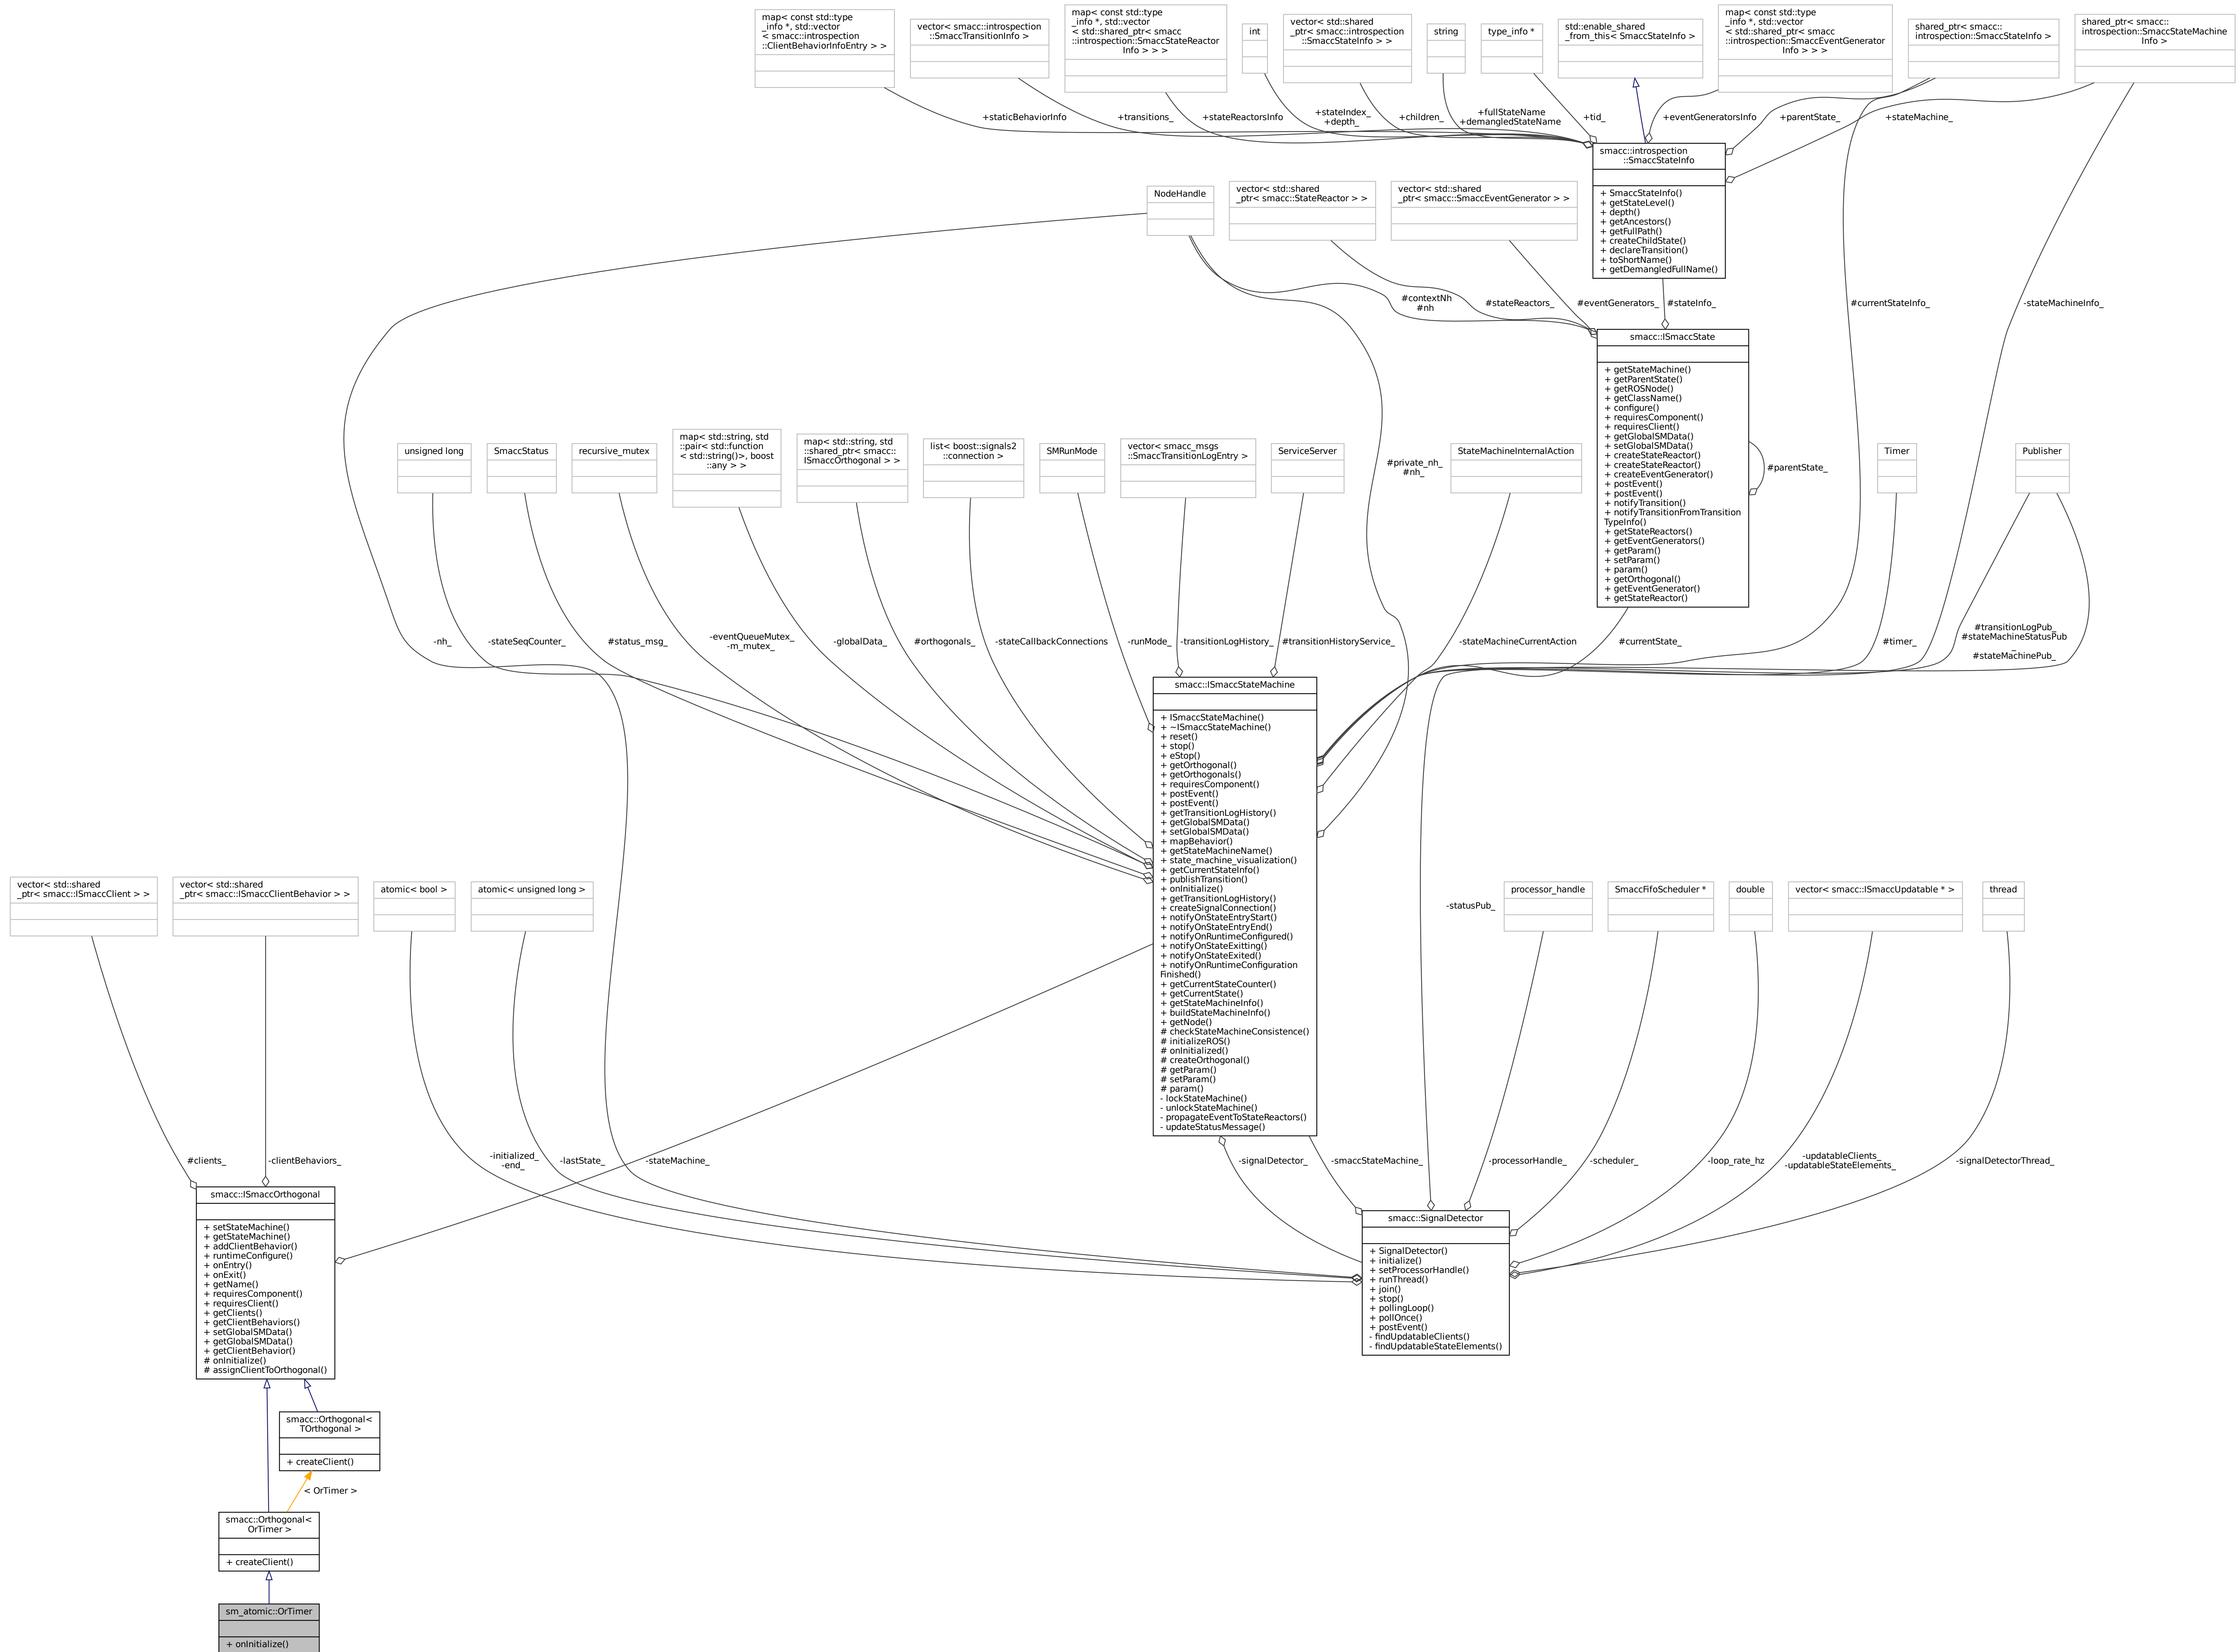 map< const std::type
_info *, std::vector
< smacc::introspection
::ClientBehaviorInfoEntry > >
vector< smacc::introspection
::SmaccTransitionInfo >
map< const std::type
_info *, std::vector
< std::shared_ptr< smacc
::introspection::SmaccStateReactor
Info > > >
int
vector< std::shared
_ptr< smacc::introspection
::SmaccStateInfo > >
string
type_info *
std::enable_shared
_from_this< SmaccStateInfo >
map< const std::type
_info *, std::vector
< std::shared_ptr< smacc
::introspection::SmaccEventGenerator
Info > > >
shared_ptr< smacc::
introspection::SmaccStateInfo >
shared_ptr< smacc::
introspection::SmaccStateMachine
Info >
+staticBehaviorInfo
+transitions_
+stateReactorsInfo
+stateIndex_
+depth_
+children_
+fullStateName
+demangledStateName
+tid_
+eventGeneratorsInfo
+parentState_
+stateMachine_
smacc::introspection
::SmaccStateInfo
+ SmaccStateInfo()
+ getStateLevel()
+ depth()
+ getAncestors()
+ getFullPath()
+ createChildState()
+ declareTransition()
+ toShortName()
+ getDemangledFullName()
NodeHandle
vector< std::shared
_ptr< smacc::StateReactor > >
vector< std::shared
_ptr< smacc::SmaccEventGenerator > >
#contextNh
#nh
#stateReactors_
#eventGenerators_
#stateInfo_
#currentStateInfo_
-stateMachineInfo_
smacc::ISmaccState
+ getStateMachine()
+ getParentState()
+ getROSNode()
+ getClassName()
+ configure()
+ requiresComponent()
+ requiresClient()
+ getGlobalSMData()
+ setGlobalSMData()
+ createStateReactor()
+ createStateReactor()
+ createEventGenerator()
+ postEvent()
+ postEvent()
+ notifyTransition()
+ notifyTransitionFromTransition
TypeInfo()
+ getStateReactors()
+ getEventGenerators()
+ getParam()
+ setParam()
+ param()
+ getOrthogonal()
+ getEventGenerator()
+ getStateReactor()
#parentState_
unsigned long
SmaccStatus
recursive_mutex
map< std::string, std
::pair< std::function
< std::string()>, boost
::any > >
map< std::string, std
::shared_ptr< smacc::
ISmaccOrthogonal > >
list< boost::signals2
::connection >
SMRunMode
vector< smacc_msgs
::SmaccTransitionLogEntry >
ServiceServer
#private_nh_
#nh_
StateMachineInternalAction
Timer
Publisher
-nh_
-stateSeqCounter_
#status_msg_
-eventQueueMutex_
-m_mutex_
-globalData_
#orthogonals_
-stateCallbackConnections
-runMode_
-transitionLogHistory_
#transitionHistoryService_
-stateMachineCurrentAction
#currentState_
#timer_
#transitionLogPub_
#stateMachineStatusPub
_
#stateMachinePub_
smacc::ISmaccStateMachine
+ ISmaccStateMachine()
+ ~ISmaccStateMachine()
+ reset()
+ stop()
+ eStop()
+ getOrthogonal()
+ getOrthogonals()
+ requiresComponent()
+ postEvent()
+ postEvent()
+ getTransitionLogHistory()
+ getGlobalSMData()
+ setGlobalSMData()
+ mapBehavior()
+ getStateMachineName()
+ state_machine_visualization()
+ getCurrentStateInfo()
+ publishTransition()
+ onInitialize()
+ getTransitionLogHistory()
+ createSignalConnection()
+ notifyOnStateEntryStart()
+ notifyOnStateEntryEnd()
+ notifyOnRuntimeConfigured()
+ notifyOnStateExitting()
+ notifyOnStateExited()
+ notifyOnRuntimeConfiguration
Finished()
+ getCurrentStateCounter()
+ getCurrentState()
+ getStateMachineInfo()
+ buildStateMachineInfo()
+ getNode()
# checkStateMachineConsistence()
# initializeROS()
# onInitialized()
# createOrthogonal()
# getParam()
# setParam()
# param()
- lockStateMachine()
- unlockStateMachine()
- propagateEventToStateReactors()
- updateStatusMessage()
vector< std::shared
_ptr< smacc::ISmaccClient > >
vector< std::shared
_ptr< smacc::ISmaccClientBehavior > >
atomic< bool >
atomic< unsigned long >
-statusPub_
processor_handle
SmaccFifoScheduler *
double
vector< smacc::ISmaccUpdatable * >
thread
#clients_
-clientBehaviors_
-initialized_
-end_
-lastState_
-stateMachine_
-signalDetector_
-smaccStateMachine_
-processorHandle_
-scheduler_
-loop_rate_hz
-updatableClients_
-updatableStateElements_
-signalDetectorThread_
smacc::ISmaccOrthogonal
+ setStateMachine()
+ getStateMachine()
+ addClientBehavior()
+ runtimeConfigure()
+ onEntry()
+ onExit()
+ getName()
+ requiresComponent()
+ requiresClient()
+ getClients()
+ getClientBehaviors()
+ setGlobalSMData()
+ getGlobalSMData()
+ getClientBehavior()
# onInitialize()
# assignClientToOrthogonal()
smacc::SignalDetector
+ SignalDetector()
+ initialize()
+ setProcessorHandle()
+ runThread()
+ join()
+ stop()
+ pollingLoop()
+ pollOnce()
+ postEvent()
- findUpdatableClients()
- findUpdatableStateElements()
smacc::Orthogonal<
TOrthogonal >
+ createClient()
< OrTimer >
smacc::Orthogonal<
OrTimer >
+ createClient()
sm_atomic::OrTimer
+ onInitialize()